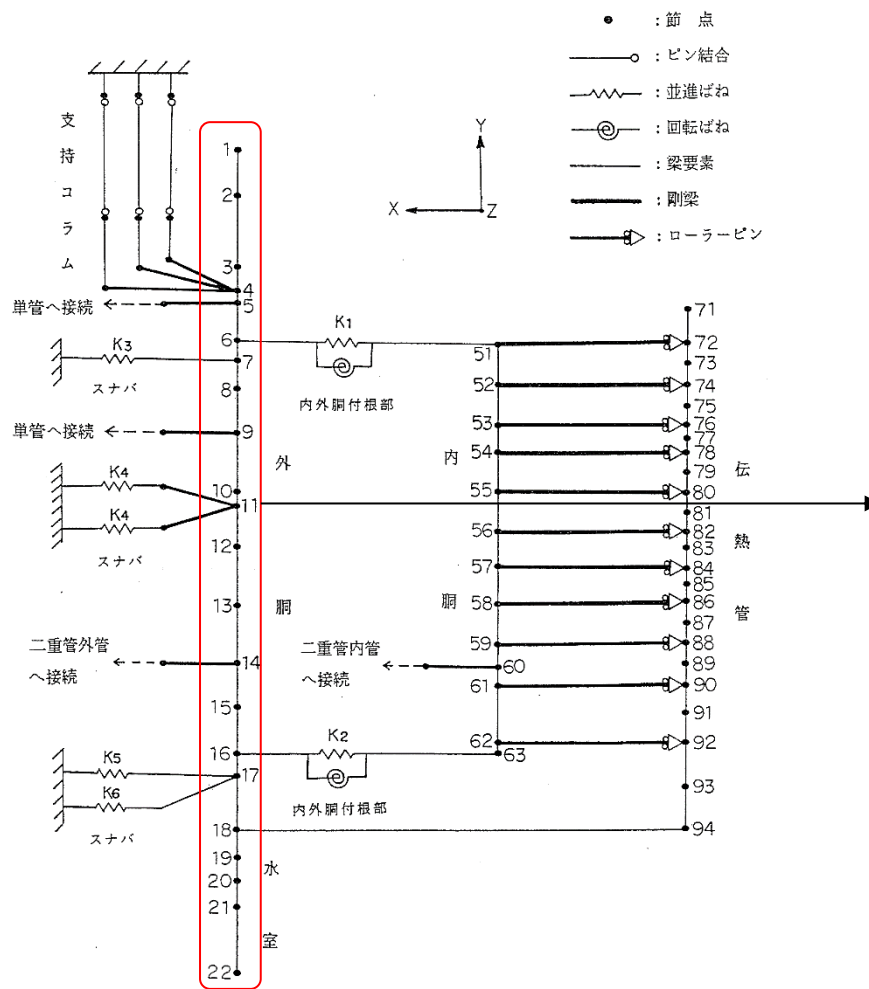 : 節 点
: ピン結合
: 並進ばね
: 回転ばね
: 梁要素
: 剛梁
: ローラーピン
Y
X
Z
支持コラム
1
2
3
4
5
単管へ接続
6
K1
内外胴付根部
7
K3
スナバ
8
9
単管へ接続
外
10
K4
11
K4
スナバ
12
13
胴
14
二重管外管
へ接続
15
16
K2
内外胴付根部
17
K5
K6
スナバ
18
19
水
20
21
室
22
51
52
53
内
54
55
56
57
胴
58
59
二重管内管
へ接続
60
61
62
63
71
72
73
74
75
76
77
78
79
伝
80
81
82
熱
83
84
85
86
管
87
88
89
90
91
92
93
94